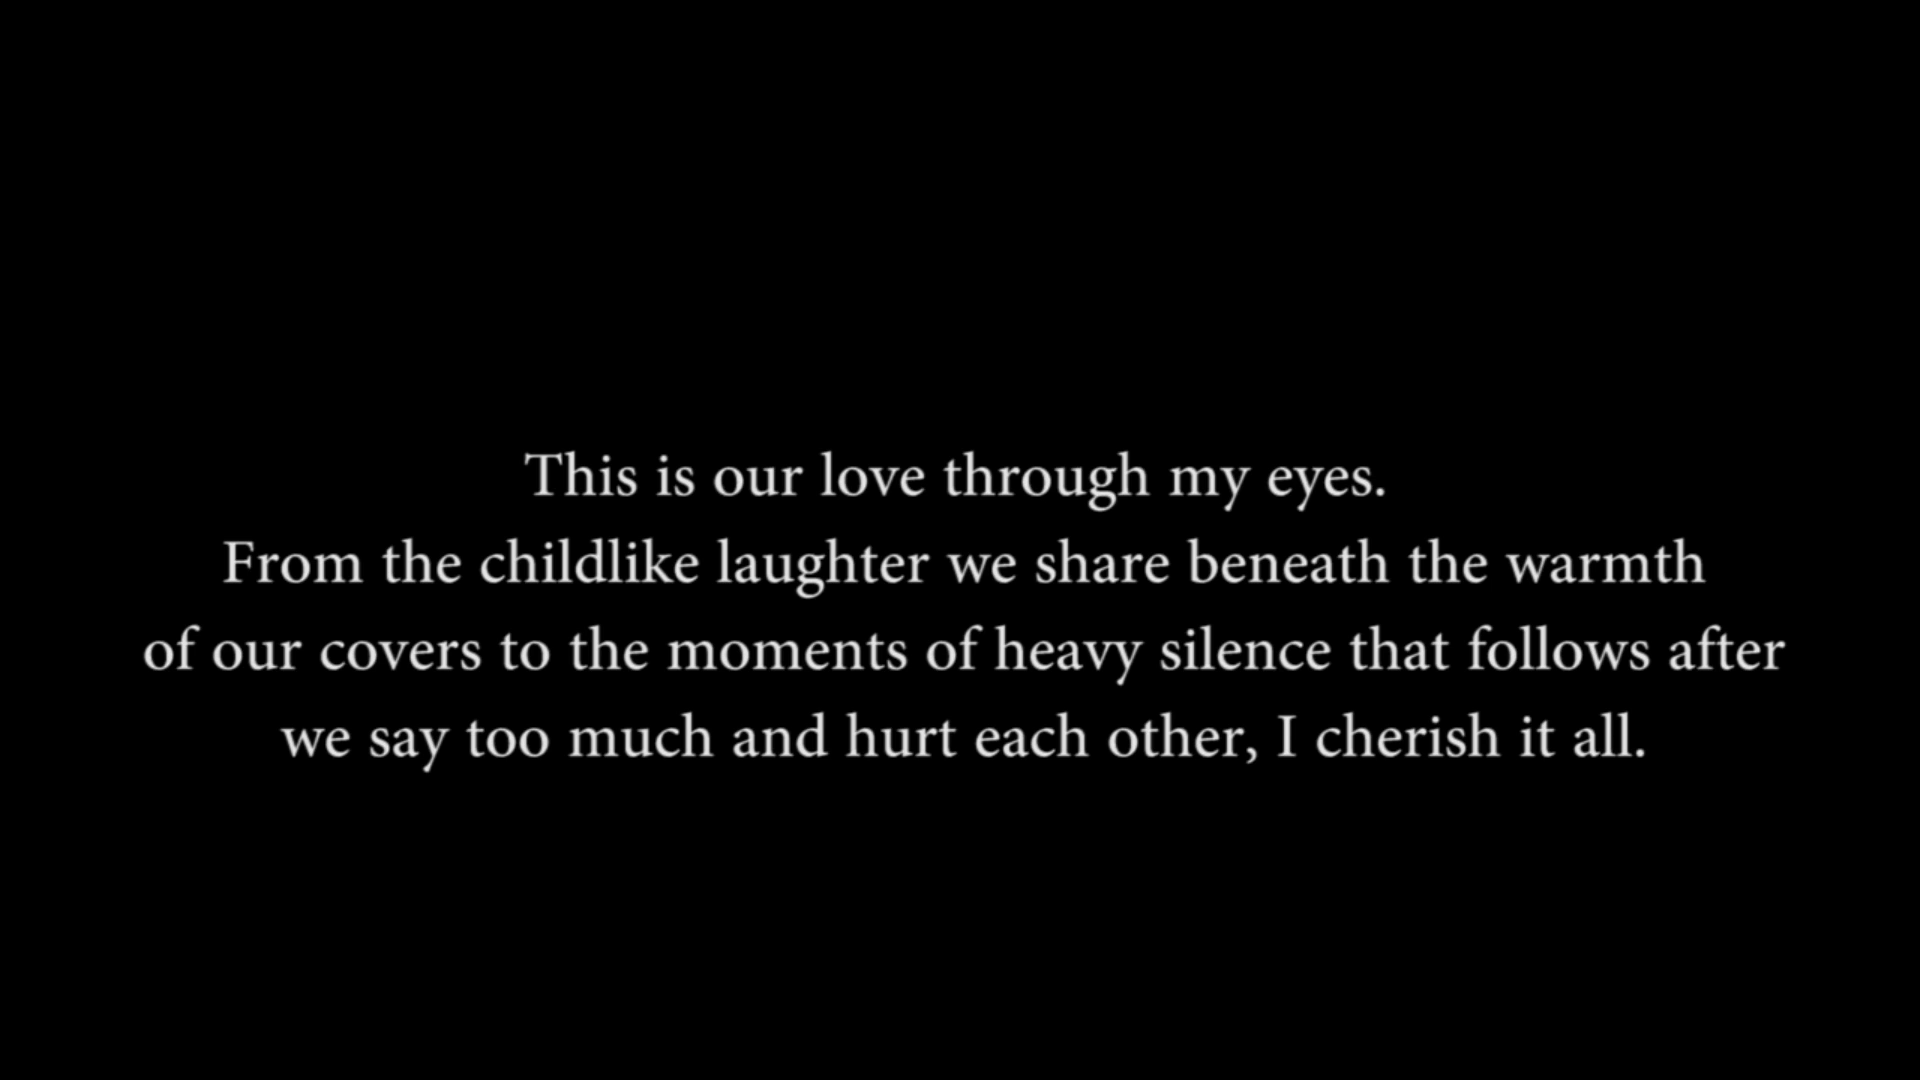 This is our love through my eyes.
From the childlike laughter we share beneath the warmth
of our covers to the moments of heavy silence that follows after
we say too much and hurt each other, I cherish it all.